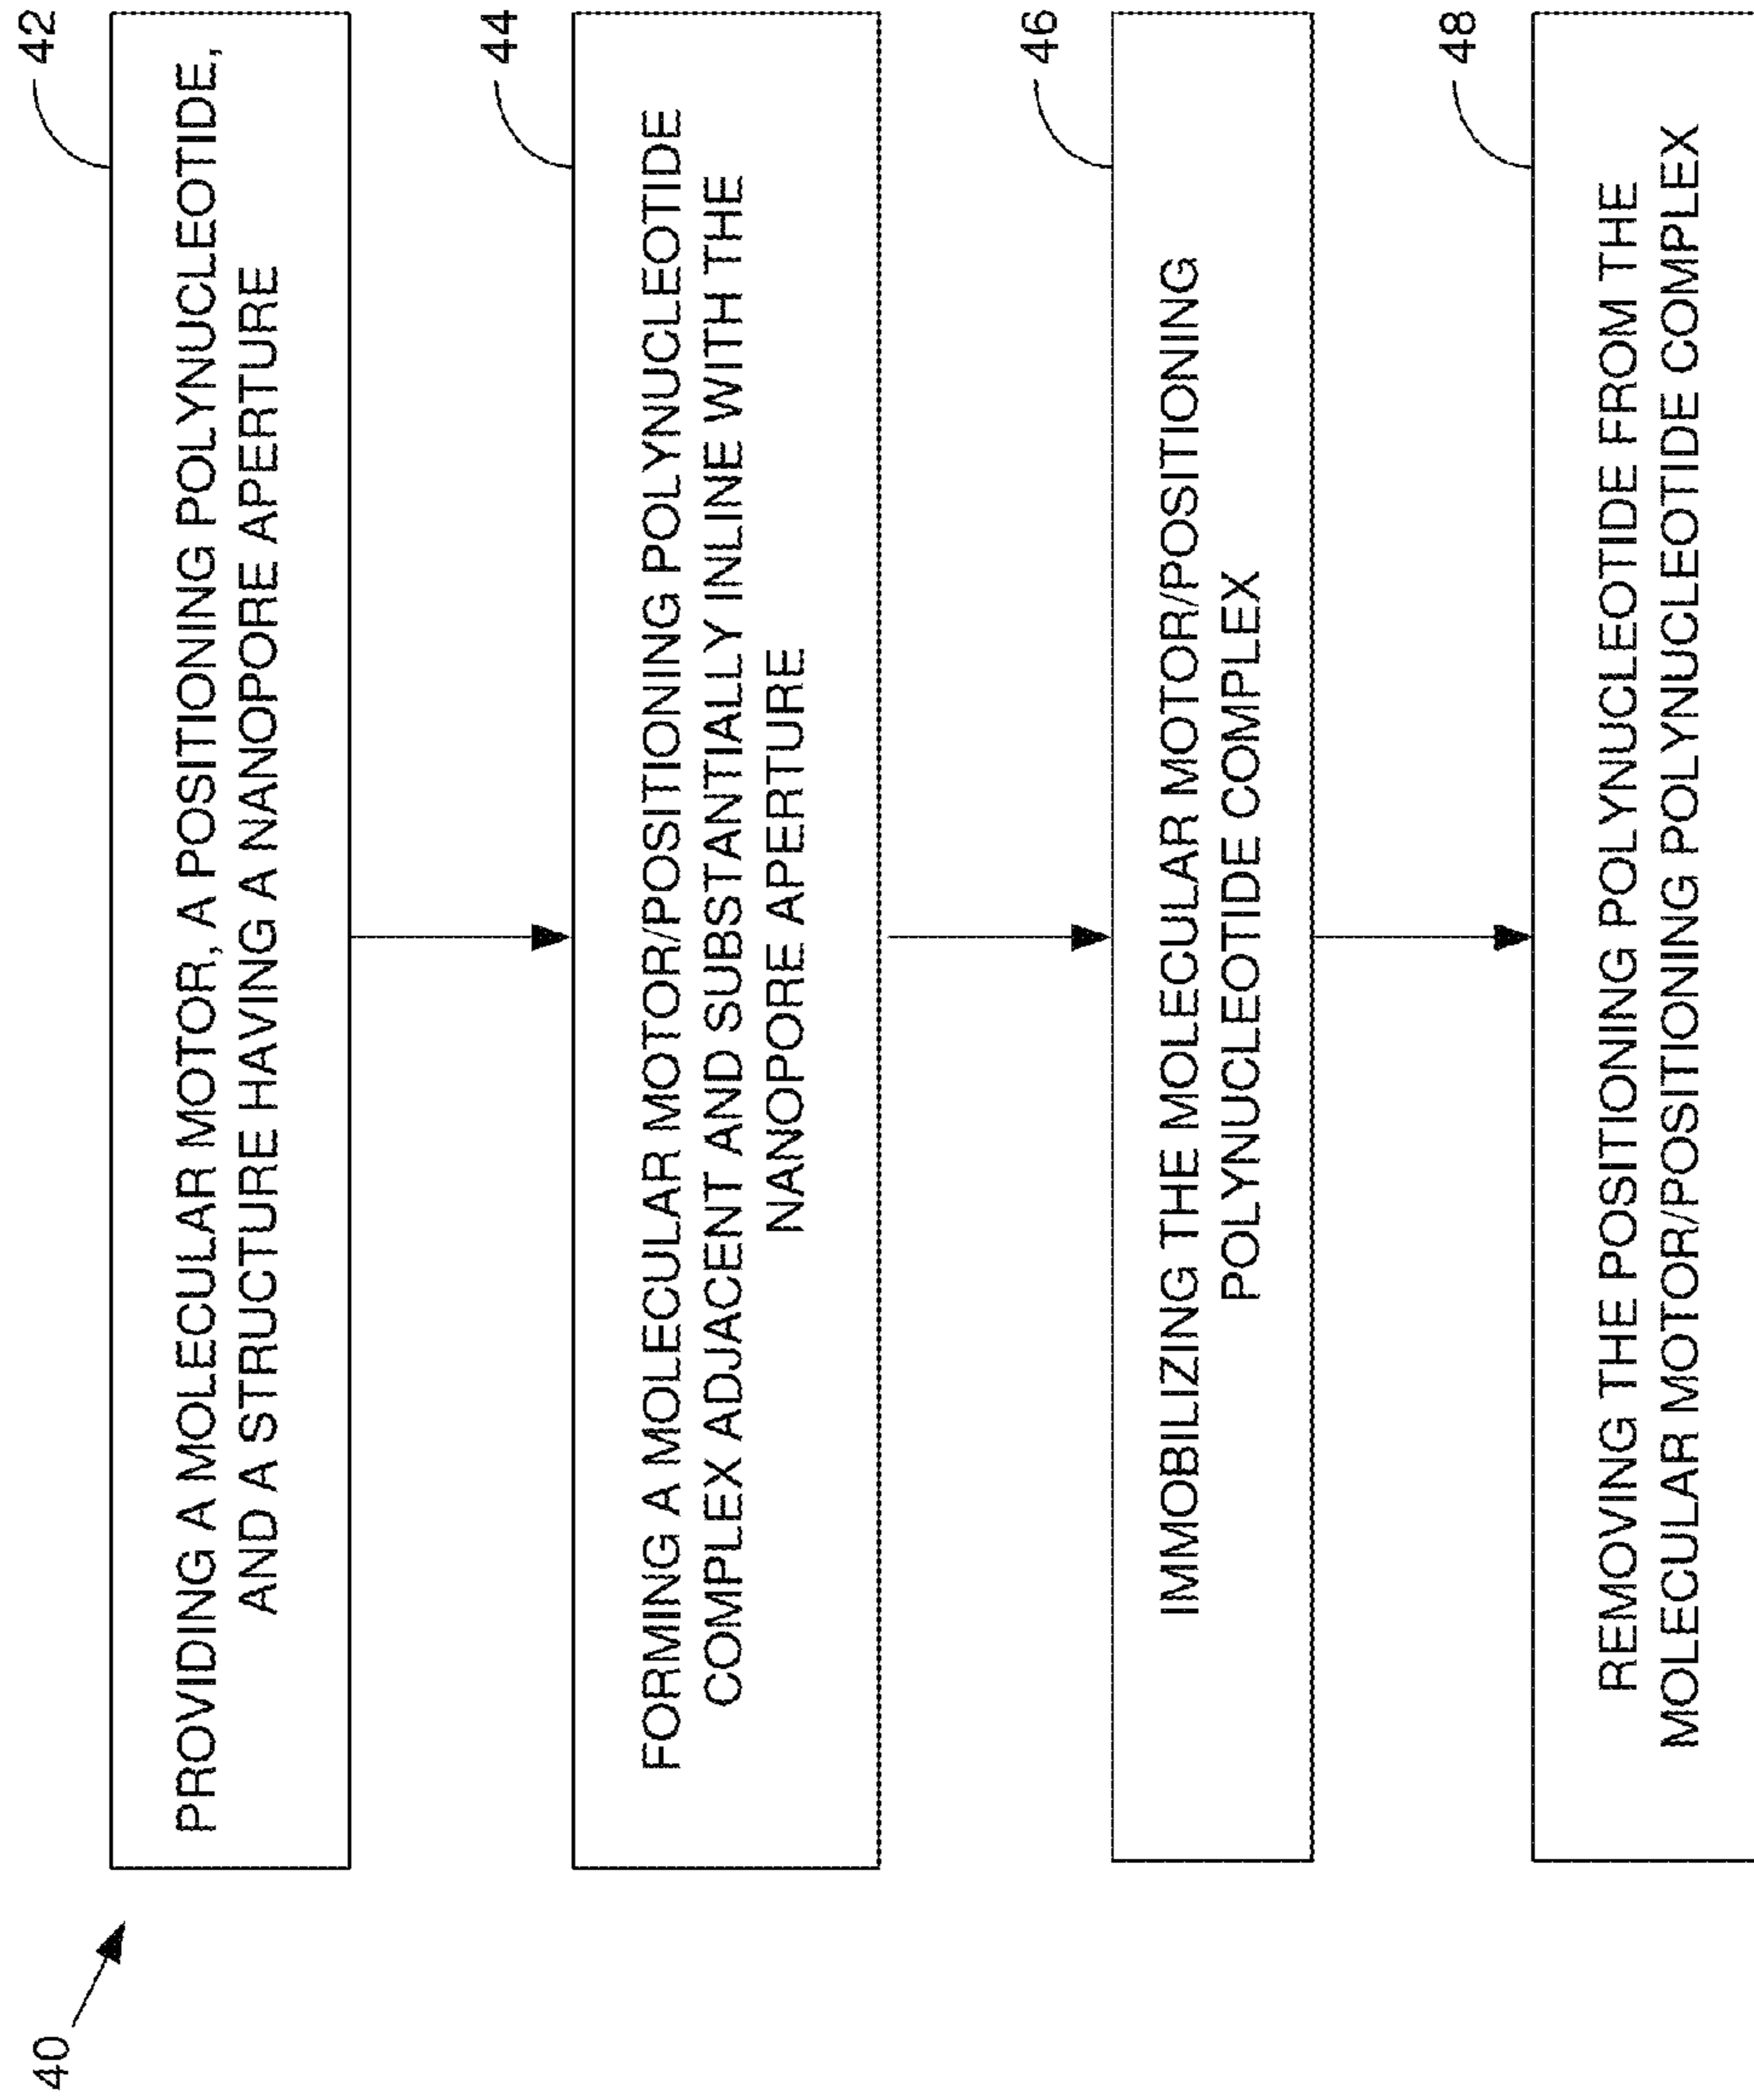 40
42
PROVIDING A MOLECULAR MOTOR, A POSITIONING POLYNUCLEOTIDE,
AND A STRUCTURE HAVING A NANOPORE APERTURE
44
FORMING A MOLECULAR MOTOR/POSITIONING POLYNUCLEOTIDE
COMPLEX ADJACENT AND SUBSTANTIALLY INLINE WITH THE
NANOPORE APERTURE
46
IMMOBILIZING THE MOLECULAR MOTOR/POSITIONING
POLYNUCLEOTIDE COMPLEX
48
REMOVING THE POSITIONING POLYNUCLEOTIDE FROM THE
MOLECULAR MOTOR/POSITIONING POLYNUCLEOTIDE COMPLEX